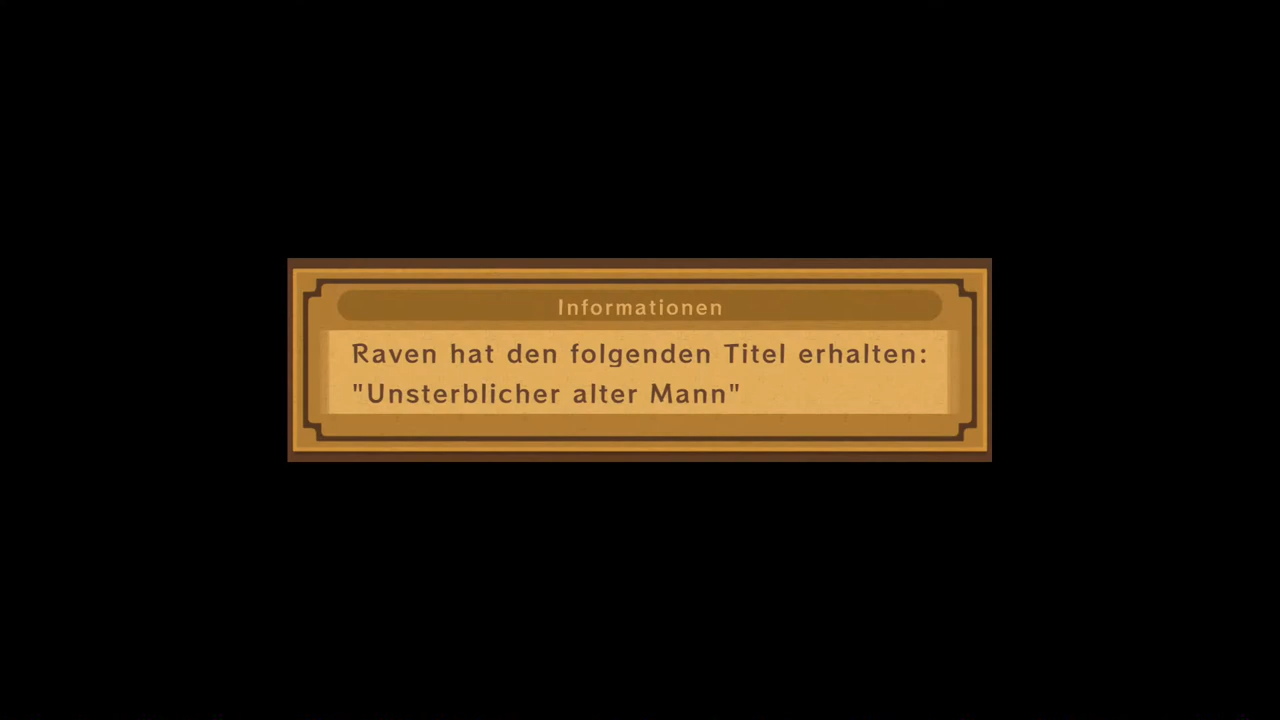 Informationen
Raven hat den folgenden Titel erhalten:
"Unsterblicher alter Mann"